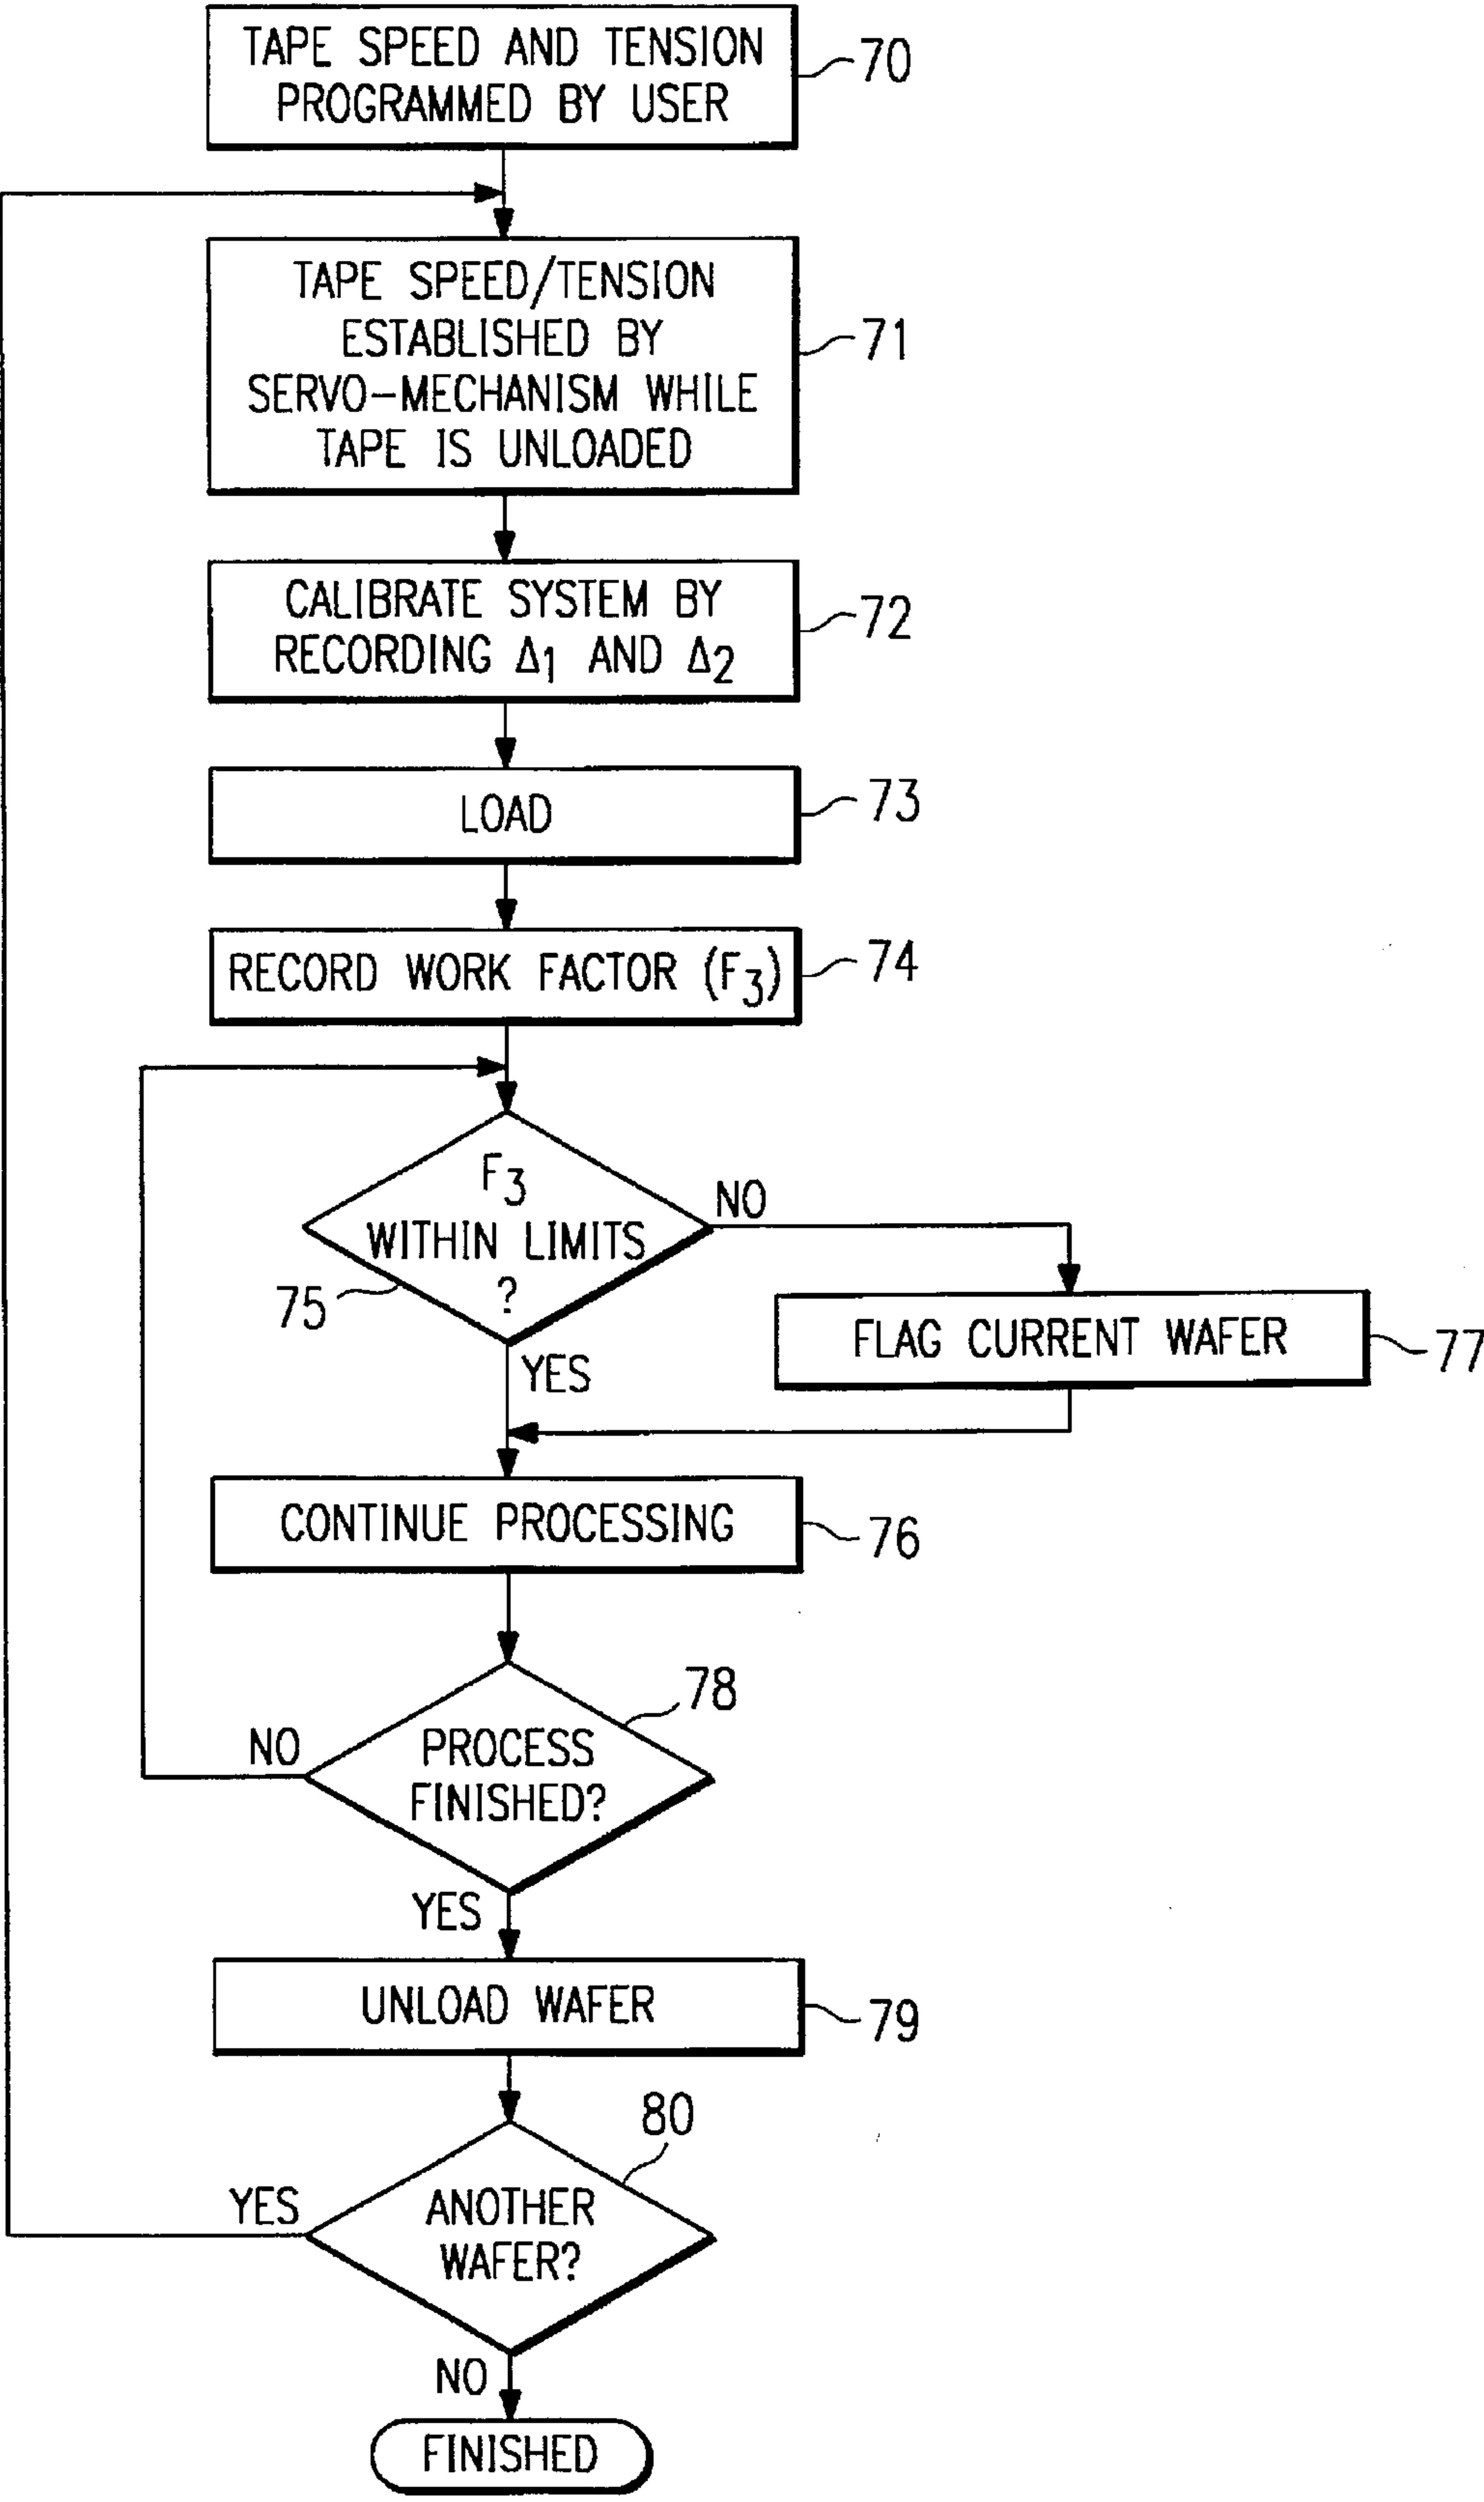 TAPE SPEED AND TENSION
PROGRAMMED BY USER
70
TAPE SPEED/TENSION
ESTABLISHED BY
SERVO-MECHANISM WHILE
TAPE IS UNLOADED
71
CALIBRATE SYSTEM BY
RECORDING Δ1 AND Δ2
72
LOAD
73
RECORD WORK FACTOR (F3)
74
F3
WITHIN LIMITS
?
NO
75
YES
FLAG CURRENT WAFER
77
CONTINUE PROCESSING
76
78
NO
PROCESS
FINISHED?
YES
UNLOAD WAFER
79
80
YES
ANOTHER
WAFER?
NO
FINISHED